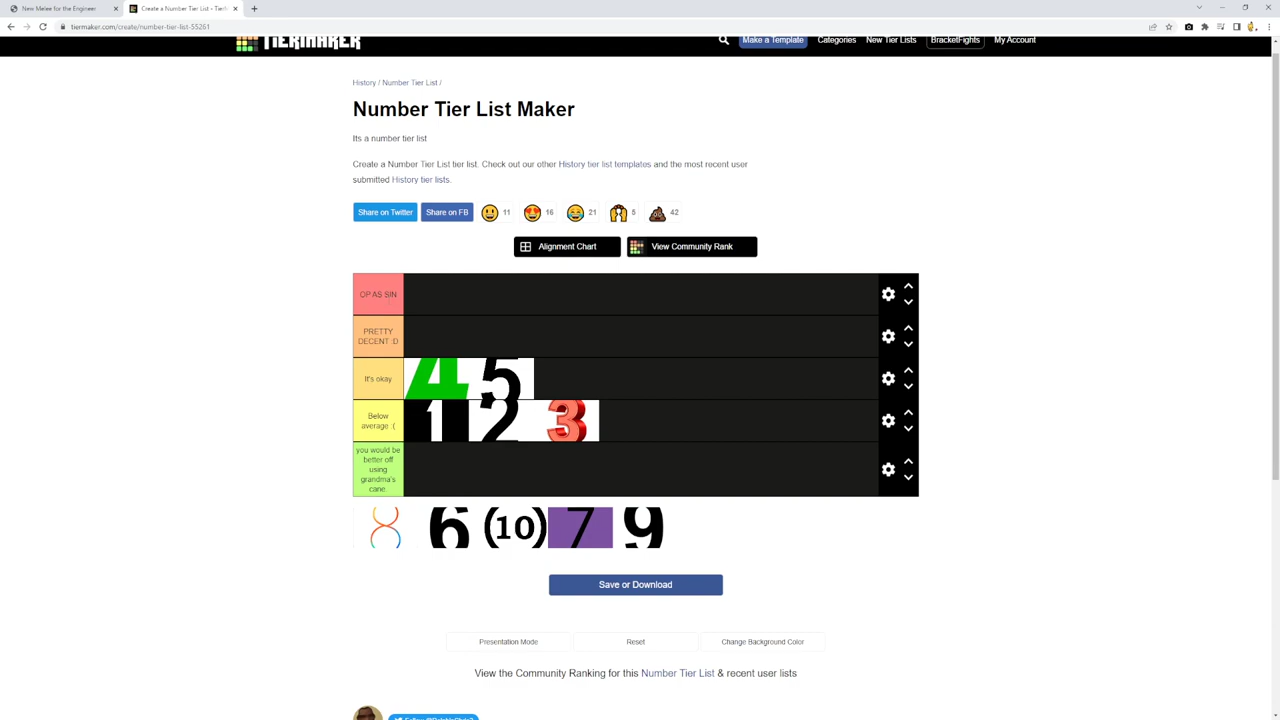 New Melee for the Engineer
Create a Number Tier List - Tier
tiermaker.com/create/number-tier-list-55261
TIERMAKER
Make a Template
Categories
New Tier Lists
BracketFights
My Account
History / Number Tier List /
Number Tier List Maker
Its a number tier list
Create a Number Tier List tier list. Check out our other History tier list templates and the most recent user
submitted History tier lists.
Share on Twitter
Share on FB
11
16
21
5
42
Alignment Chart
View Community Rank
OP AS SIN
PRETTY
DECENT :D
It's okay
4 5
Below
average :(
1 2 3
you would be
better off
using
grandma's
cane.
8 6 (10) 7 9
Save or Download
Presentation Mode
Reset
Change Background Color
View the Community Ranking for this Number Tier List & recent user lists